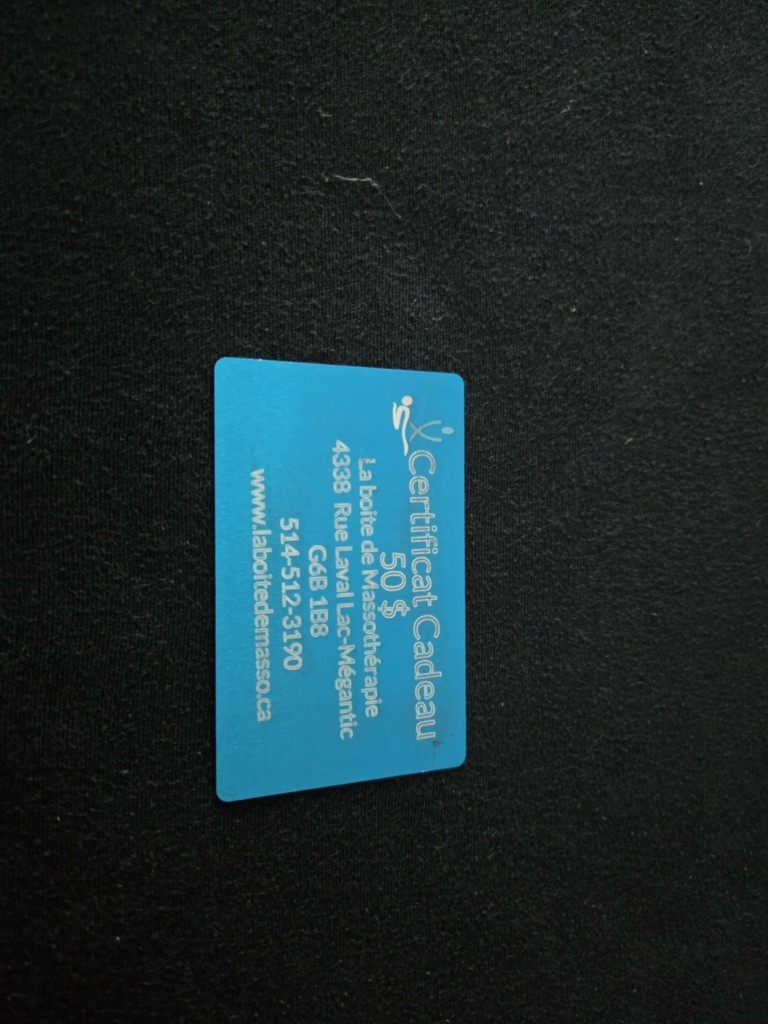 Certificat Cadeau
50 $
La boite de Massothérapie
4338 Rue Laval Lac-Mégantic
G6B 1B8
514-512-3190
www.laboitedemasso.ca